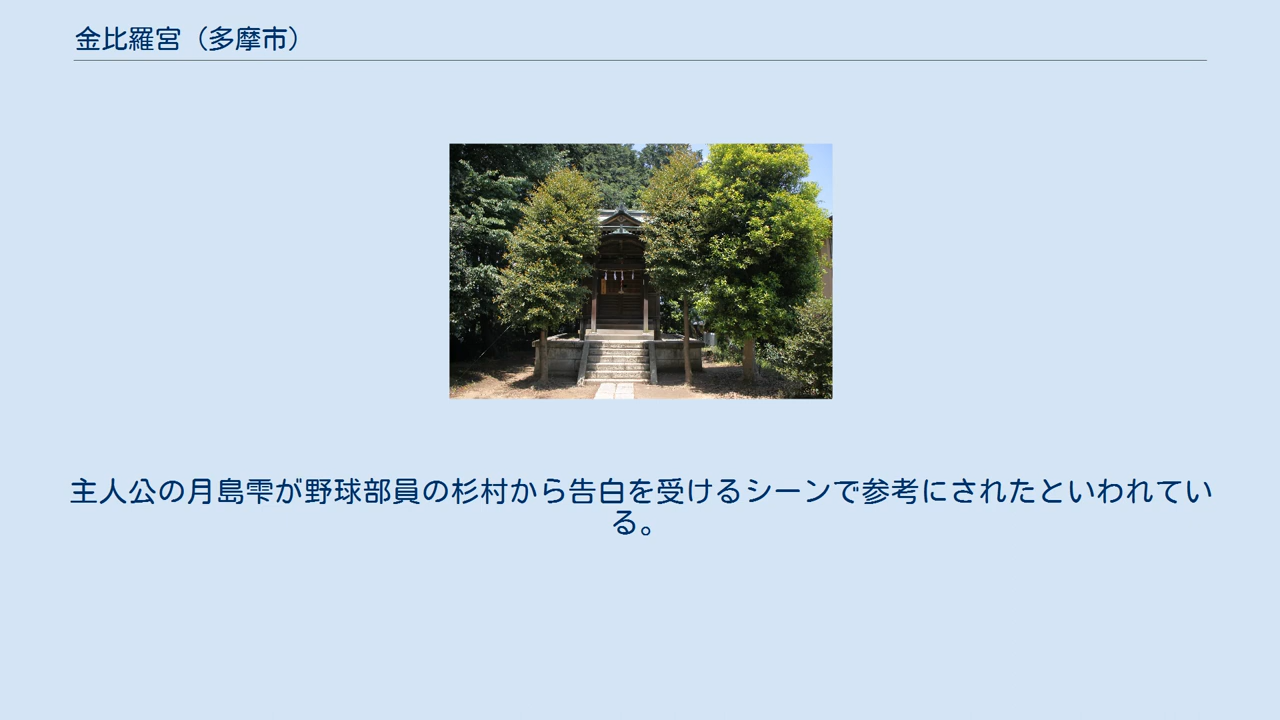 金比羅宮（多摩市）
主人公の月島雫が野球部員の杉村から告白を受けるシーンで参考にされたといわれてい
る。